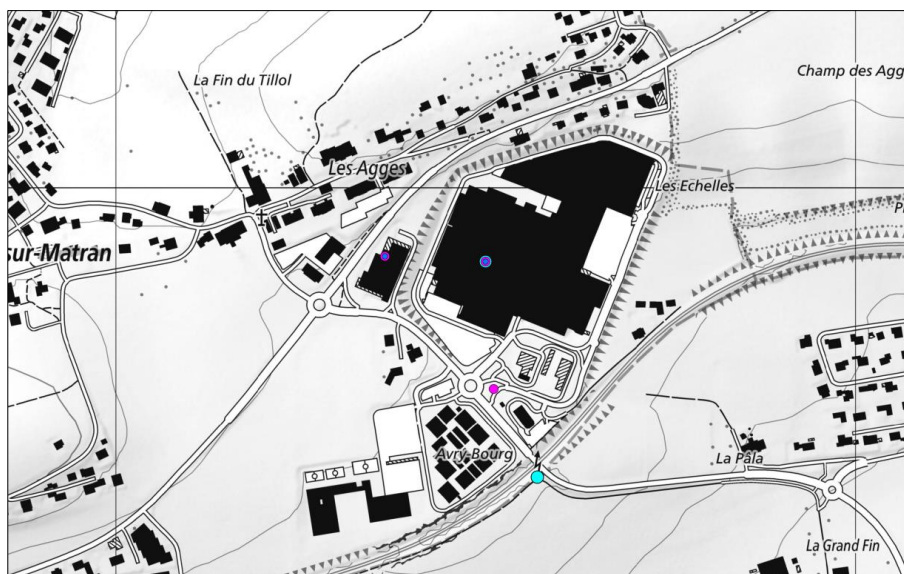 La Fin du Tillol
Champ des Agg
Les Agges
Les Echelles
sur-Matran
Avry-Bourg
La Pâla
La Grand Fin